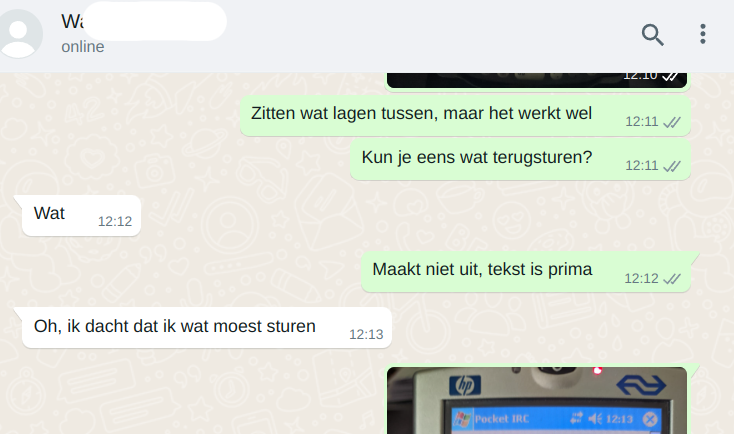 Wa
online
12:10
Zitten wat lagen tussen, maar het werkt wel
12:11
Kun je eens wat terugsturen?
12:11
Wat
12:12
Maakt niet uit, tekst is prima
12:12
Oh, ik dacht dat ik wat moest sturen
12:13
hp
Pocket IRC 12:13